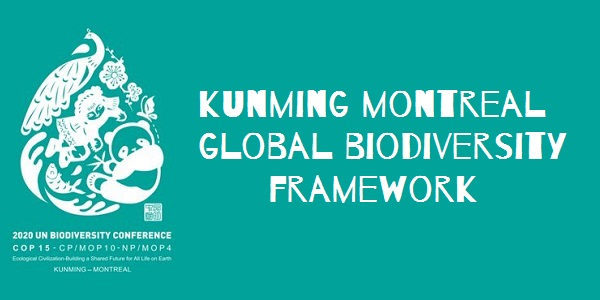 KUNMING MONTREAL
GLOBAL BIODIVERSITY
FRAMEWORK
2020 UN BIODIVERSITY CONFERENCE
COP 15 - CP/MOP10-NP/MOP4
Ecological Civilization-Building a Shared Future for All Life on Earth
KUNMING – MONTREAL